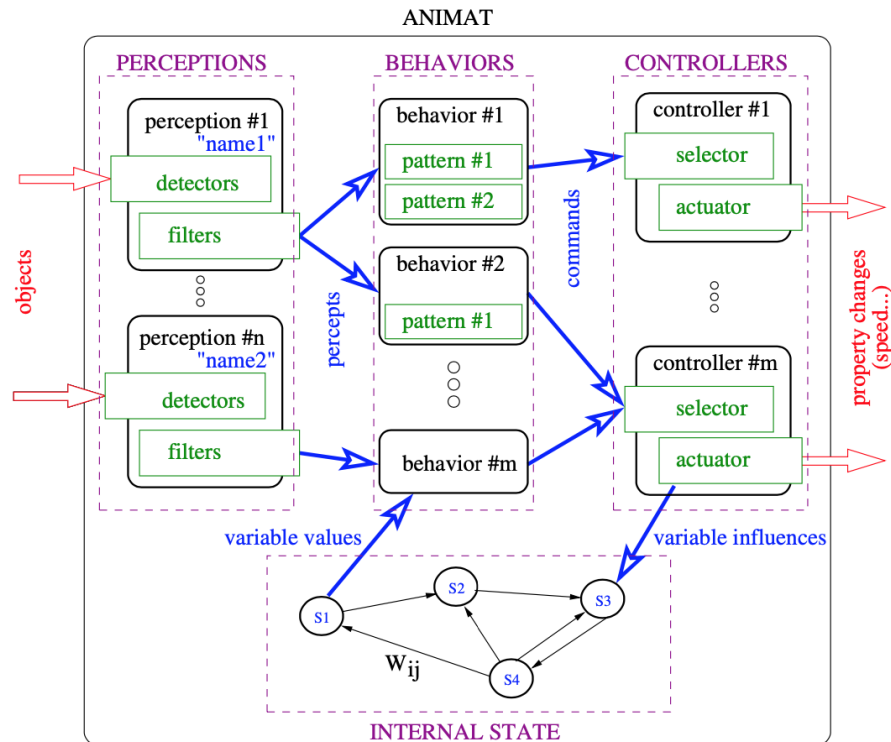 ANIMAT
PERCEPTIONS
BEHAVIORS
CONTROLLERS
perception #1
"name1"
detectors
filters
perception #n
"name2"
detectors
filters
objects
percepts
behavior #1
pattern #1
pattern #2
behavior #2
pattern #1
behavior #m
commands
controller #1
selector
actuator
controller #m
selector
actuator
property changes
(speed...)
variable values
variable influences
S1
S2
S3
S4
Wij
INTERNAL STATE